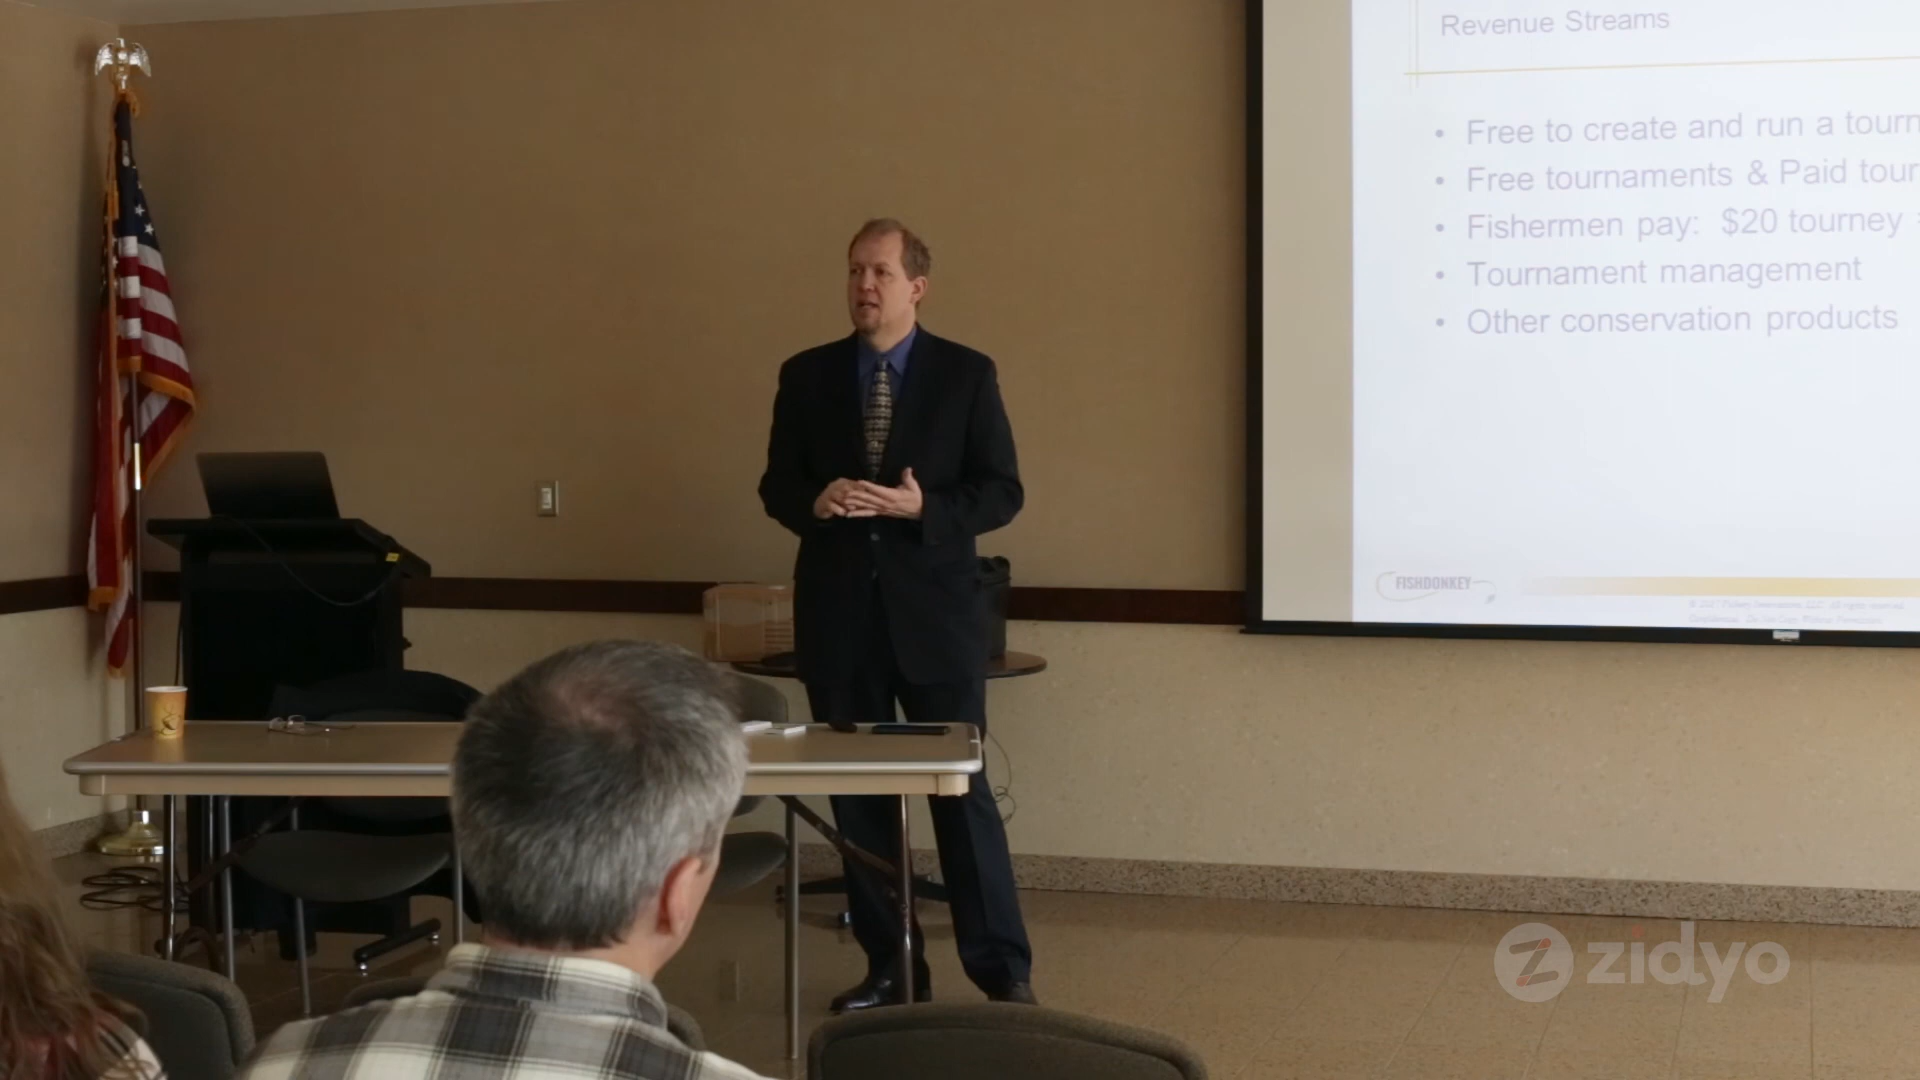 Revenue Streams
• Free to create and run a tourn
• Free tournaments & Paid tour
• Fishermen pay: $20 tourney
• Tournament management
• Other conservation products
FISHDONKEY
zidyo